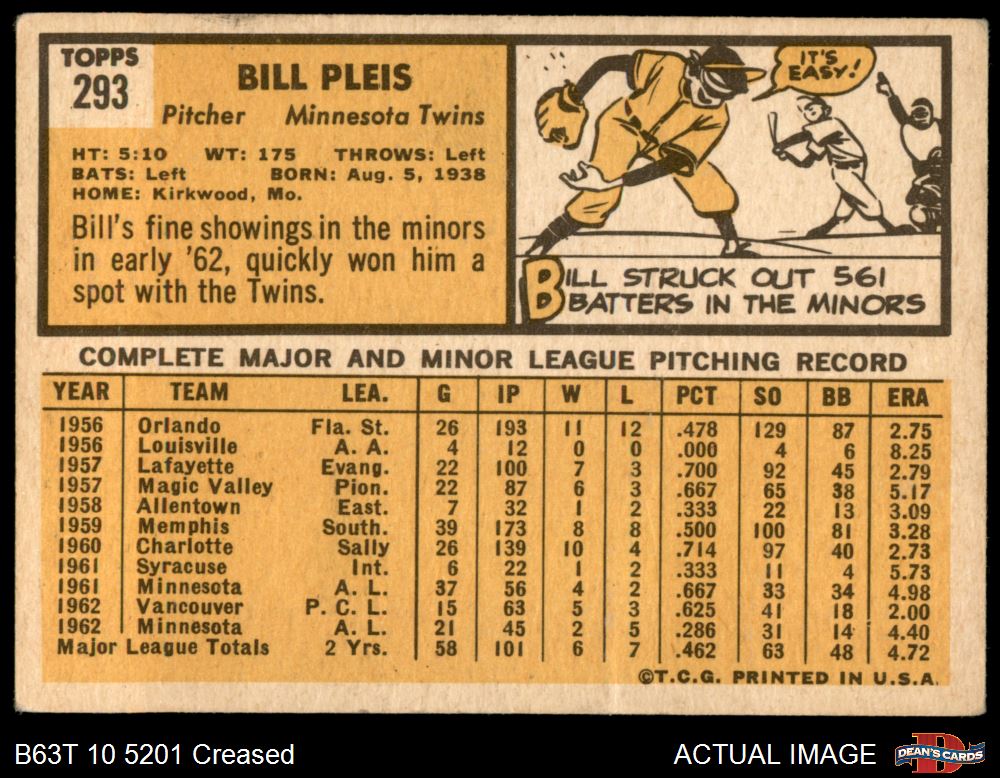 TOPPS
293
BILL PLEIS
Pitcher Minnesota Twins
HT: 5:10 WT: 175 THROWS: Left
BATS: Left BORN: Aug. 5, 1938
HOME: Kirkwood, Mo.
Bill's fine showings in the minors
in early '62, quickly won him a
spot with the Twins.
IT'S
EASY!
BILL STRUCK OUT 561
BATTERS IN THE MINORS
COMPLETE MAJOR AND MINOR LEAGUE PITCHING RECORD
YEAR TEAM LEA. G IP W L PCT SO BB ERA
1956 Orlando Fla. St. 26 193 11 12 .478 129 87 2.75
1956 Louisville A. A. 4 12 0 0 .000 4 6 8.25
1957 Lafayette Evang. 22 100 7 3 .700 92 45 2.79
1957 Magic Valley Pion. 22 87 6 3 .667 65 38 5.17
1958 Allentown East. 7 32 1 2 .333 22 13 3.09
1959 Memphis South. 39 173 8 8 .500 100 81 3.28
1960 Charlotte Sally 26 139 10 4 .714 97 40 2.73
1961 Syracuse Int. 6 22 1 2 .333 11 4 5.73
1961 Minnesota A. L. 37 56 4 2 .667 33 34 4.98
1962 Vancouver P. C. L. 15 63 5 3 .625 41 18 2.00
1962 Minnesota A. L. 21 45 2 5 .286 31 14 4.40
Major League Totals 2 Yrs. 58 101 6 7 .462 63 48 4.72
©T.C.G. PRINTED IN U.S.A.
B63T 10 5201 Creased ACTUAL IMAGE
DEAN'S CARDS